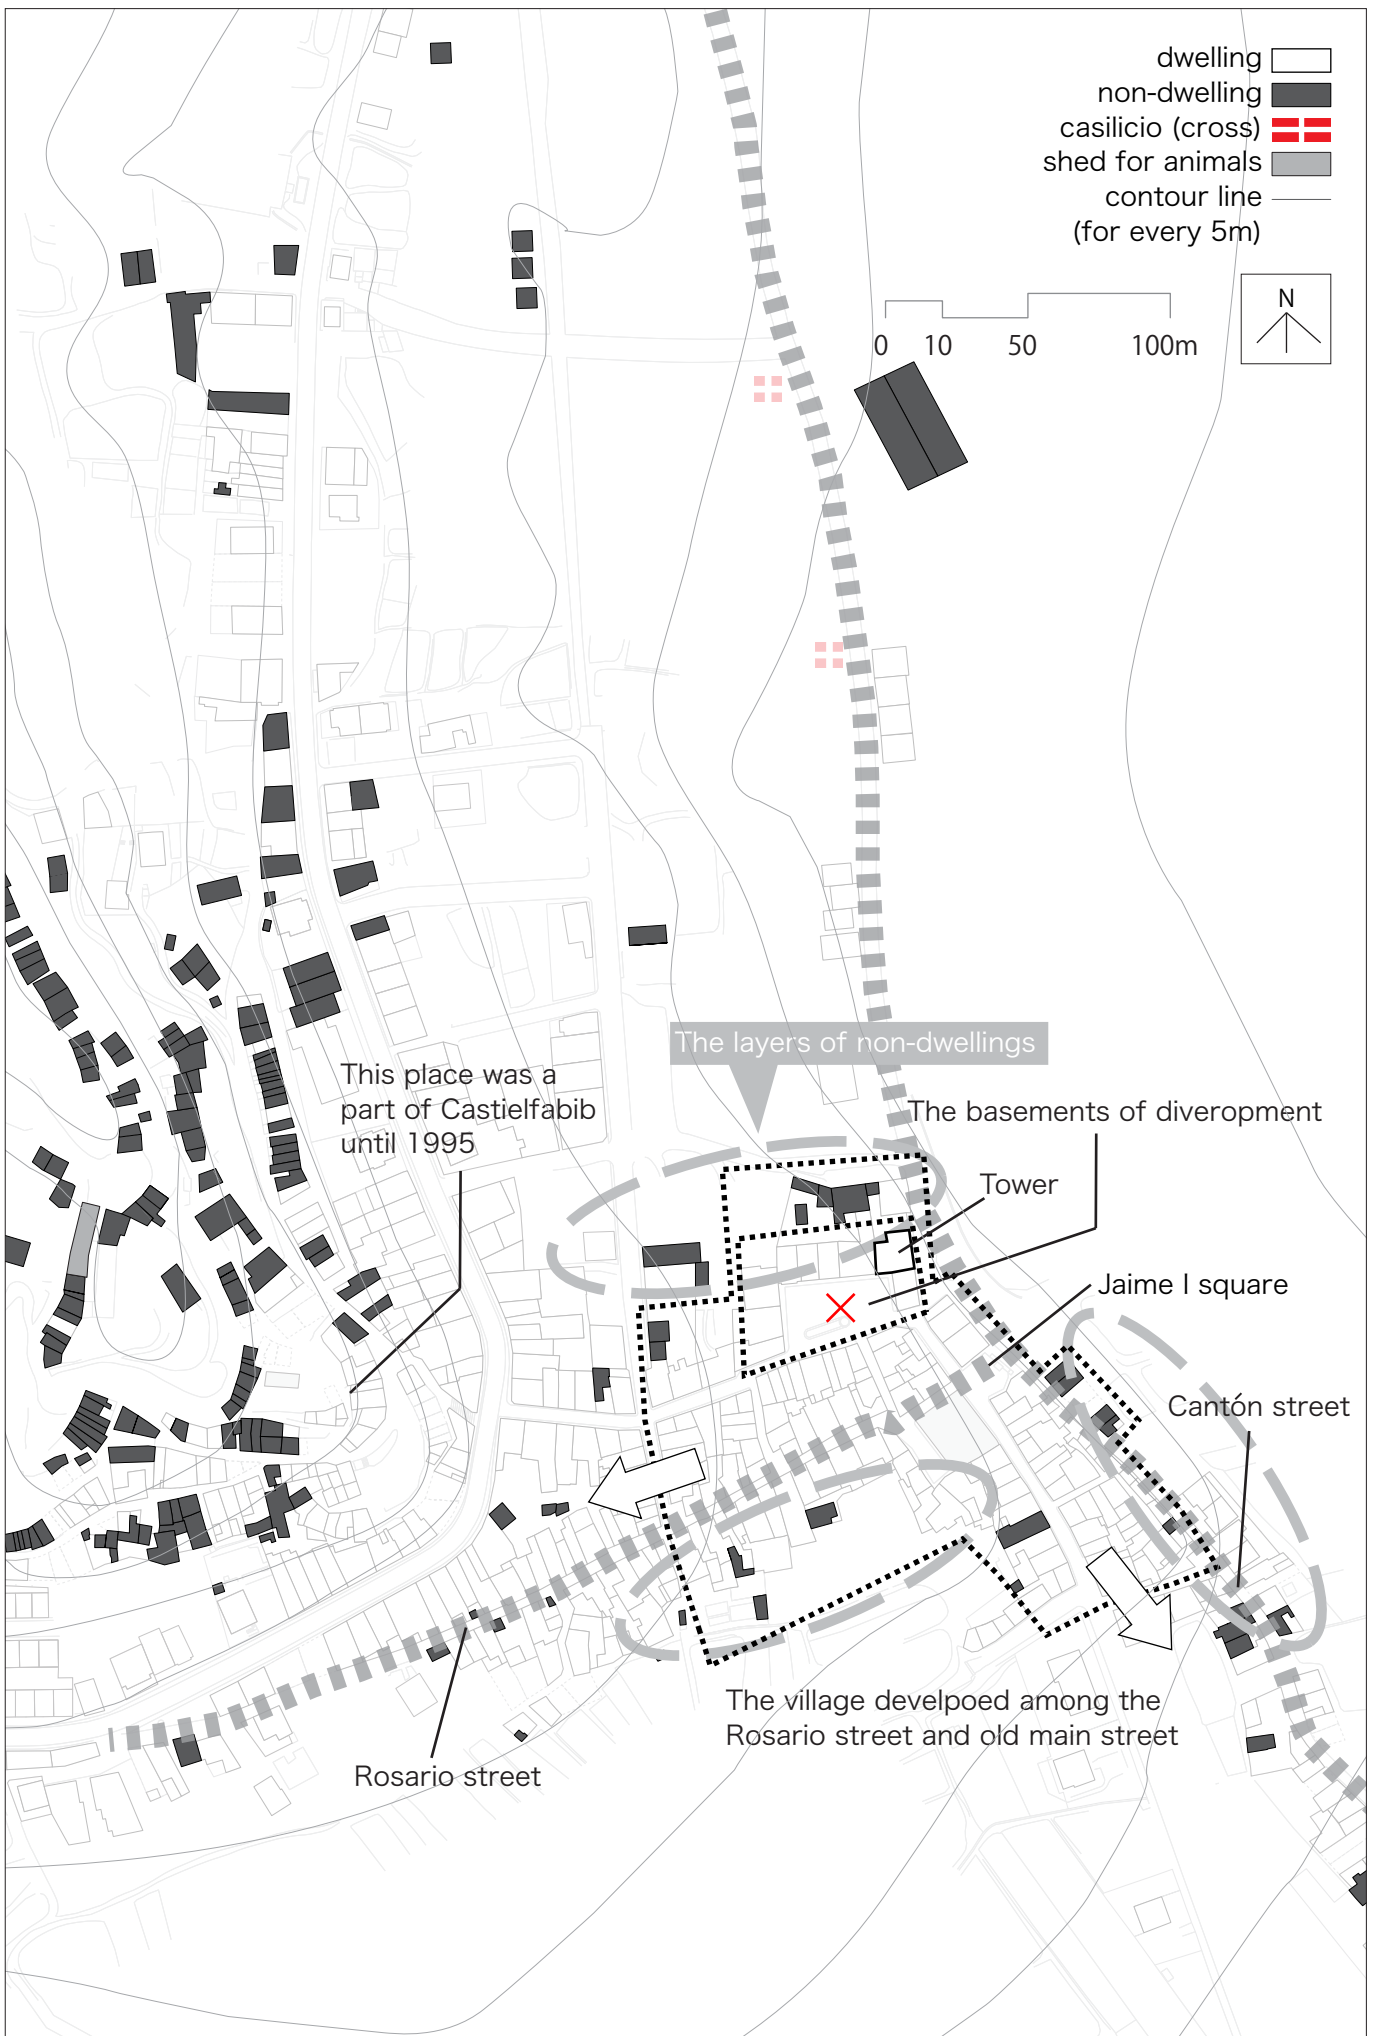 dwelling
non-dwelling
casilicio (cross)
shed for animals
contour line
(for every 5m)
N
0 10 50 100m
The layers of non-dwellings
This place was a
part of Castielfabib
until 1995
The basements of diveropment
Tower
Jaime I square
Cantón street
The village develpoed among the
Rosario street and old main street
Rosario street